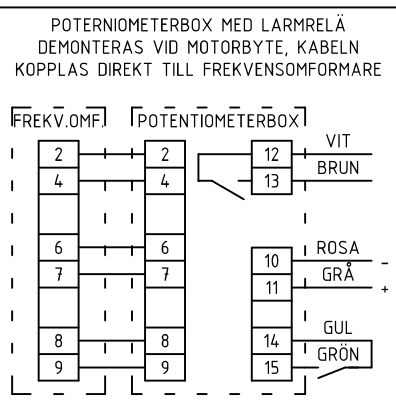 POTERNIOMETERBOX MED LARMRELÄ
DEMONTERAS VID MOTORBYTE, KABELN
KOPPLAS DIREKT TILL FREKVENSOMFORMARE
FREKV.OMF. POTENTIOMETERBOX
2 2 12 VIT
4 4 13 BRUN
6 6 10 ROSA -
7 7 11 GRÅ +
8 8 14 GUL
9 9 15 GRÖN